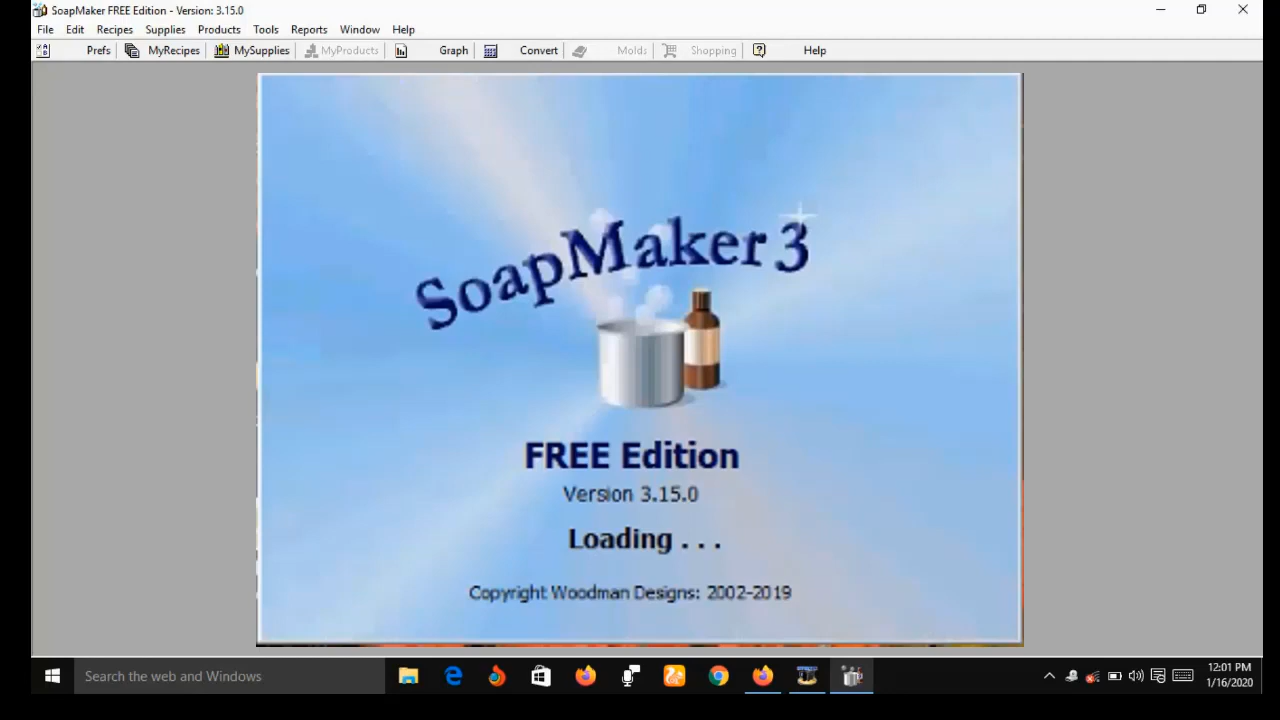 SoapMaker FREE Edition - Version: 3.15.0
File Edit Recipes Supplies Products Tools Reports Window Help
Prefs MyRecipes MySupplies MyProducts Graph Convert Molds Shopping Help
SoapMaker 3
FREE Edition
Version 3.15.0
Loading . . .
Copyright Woodman Designs: 2002-2019
Search the web and Windows
12:01 PM
1/16/2020